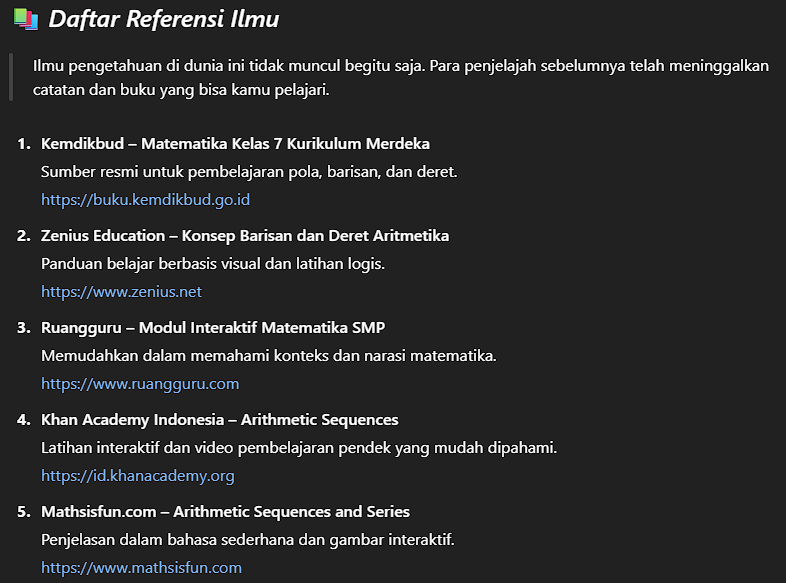 📚 Daftar Referensi Ilmu
Ilmu pengetahuan di dunia ini tidak muncul begitu saja. Para penjelajah sebelumnya telah meninggalkan
catatan dan buku yang bisa kamu pelajari.
1. Kemdikbud – Matematika Kelas 7 Kurikulum Merdeka
Sumber resmi untuk pembelajaran pola, barisan, dan deret.
https://buku.kemdikbud.go.id
2. Zenius Education – Konsep Barisan dan Deret Aritmetika
Panduan belajar berbasis visual dan latihan logis.
https://www.zenius.net
3. Ruangguru – Modul Interaktif Matematika SMP
Memudahkan dalam memahami konteks dan narasi matematika.
https://www.ruangguru.com
4. Khan Academy Indonesia – Arithmetic Sequences
Latihan interaktif dan video pembelajaran pendek yang mudah dipahami.
https://id.khanacademy.org
5. Mathsisfun.com – Arithmetic Sequences and Series
Penjelasan dalam bahasa sederhana dan gambar interaktif.
https://www.mathsisfun.com